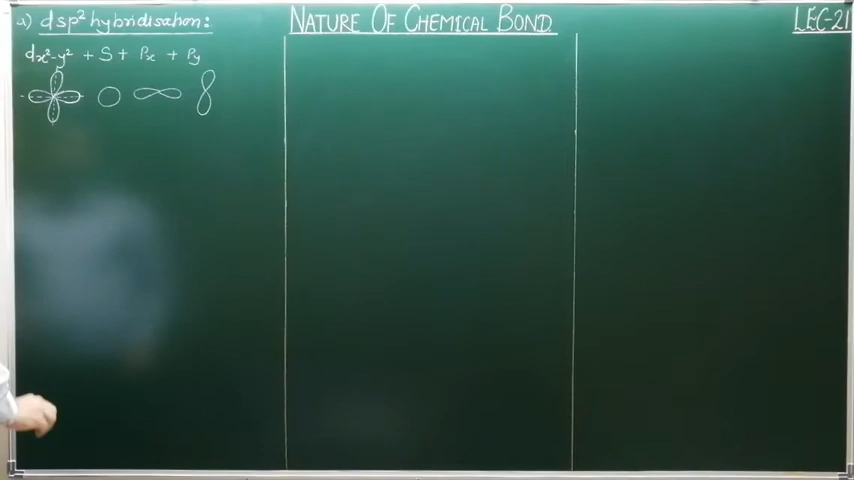 NATURE OF CHEMICAL BOND
LEC-21
a) dsp² hybridisation:
dx²-y² + S + Px + Py